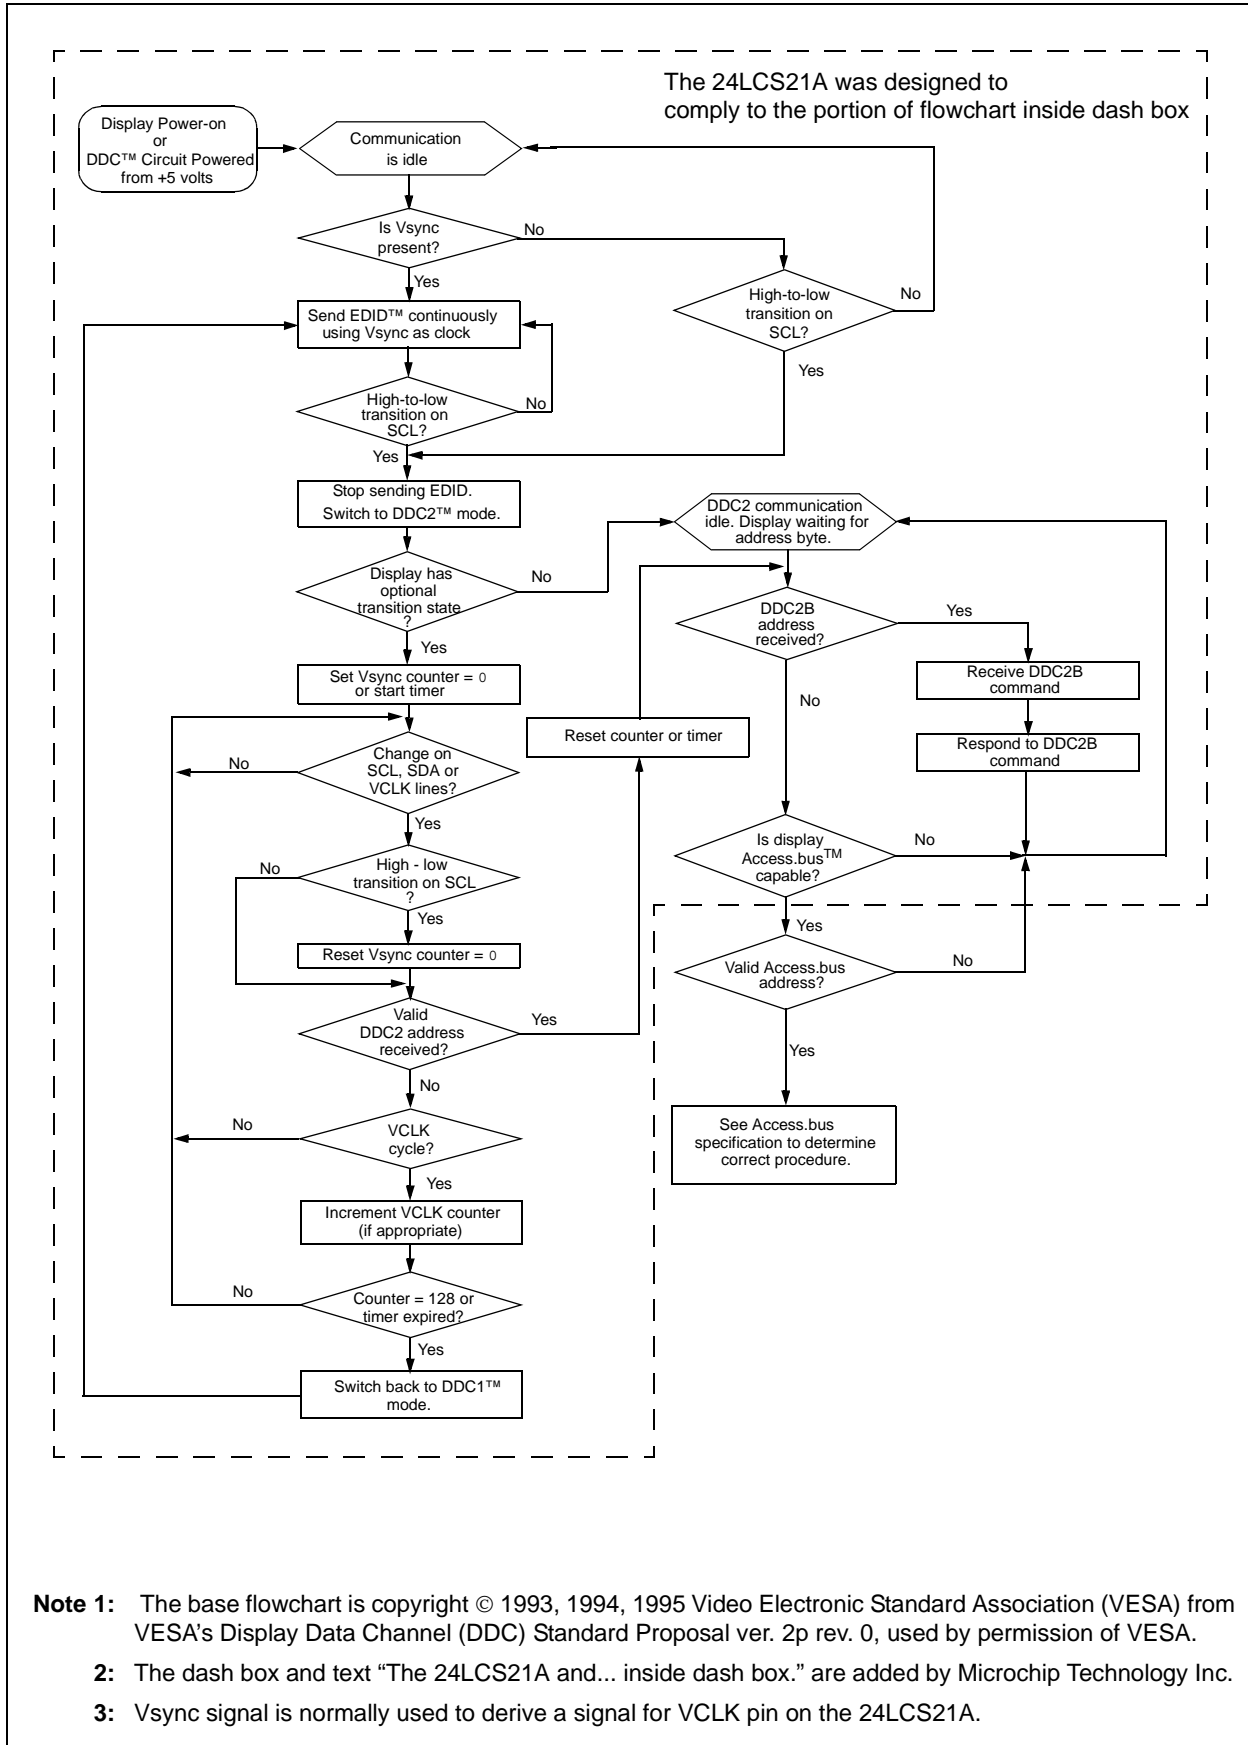 The 24LCS21A was designed to
comply to the portion of flowchart inside dash box
Display Power-on
or
DDC™ Circuit Powered
from +5 volts
Communication
is idle
Is Vsync
present?
No
Yes
High-to-low
transition on
SCL?
No
Yes
Send EDID™ continuously
using Vsync as clock
High-to-low
transition on
SCL?
No
Yes
Stop sending EDID.
Switch to DDC2™ mode.
Display has
optional
transition state
?
No
Yes
Set Vsync counter = 0
or start timer
Change on
SCL, SDA or
VCLK lines?
No
Yes
High - low
transition on SCL
?
No
Yes
Reset Vsync counter = 0
Valid
DDC2 address
received?
Yes
No
VCLK
cycle?
No
Yes
Increment VCLK counter
(if appropriate)
Counter = 128 or
timer expired?
No
Yes
Switch back to DDC1™
mode.
Reset counter or timer
DDC2 communication
idle. Display waiting for
address byte.
DDC2B
address
received?
Yes
No
Receive DDC2B
command
Respond to DDC2B
command
Is display
Access.bus™
capable?
No
Yes
Valid Access.bus
address?
No
Yes
See Access.bus
specification to determine
correct procedure.
Note 1: The base flowchart is copyright © 1993, 1994, 1995 Video Electronic Standard Association (VESA) from
VESA's Display Data Channel (DDC) Standard Proposal ver. 2p rev. 0, used by permission of VESA.
2: The dash box and text “The 24LCS21A and... inside dash box.” are added by Microchip Technology Inc.
3: Vsync signal is normally used to derive a signal for VCLK pin on the 24LCS21A.